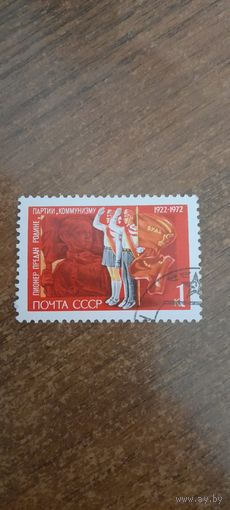 ПИОНЕР ПРЕДАН РОДИНЕ,
ПАРТИИ, КОММУНИЗМУ
1922-1972
ПОЧТА СССР
1
www.ay.by